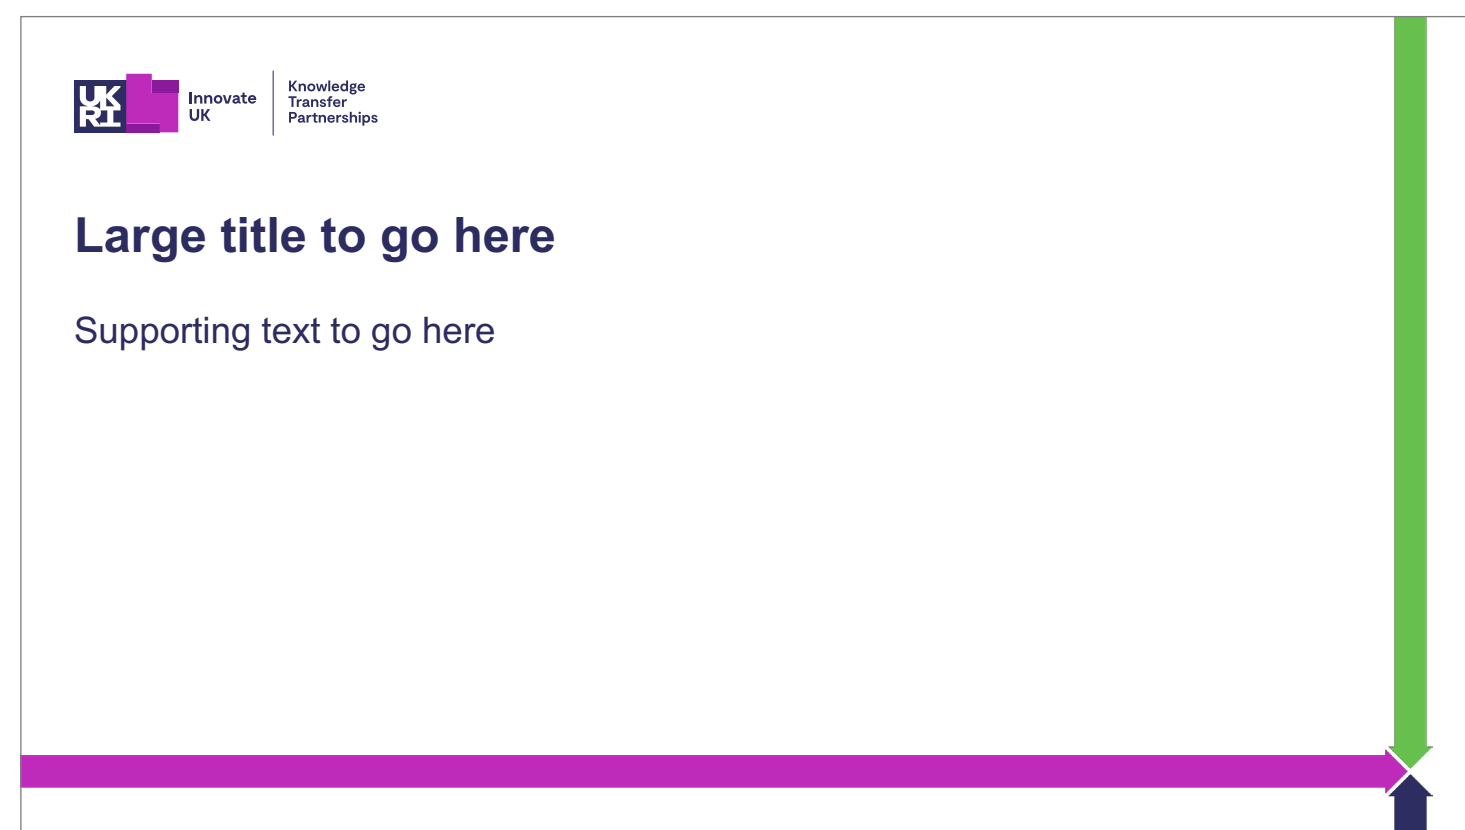 UK
RI
Innovate
UK
Knowledge
Transfer
Partnerships
Large title to go here
Supporting text to go here